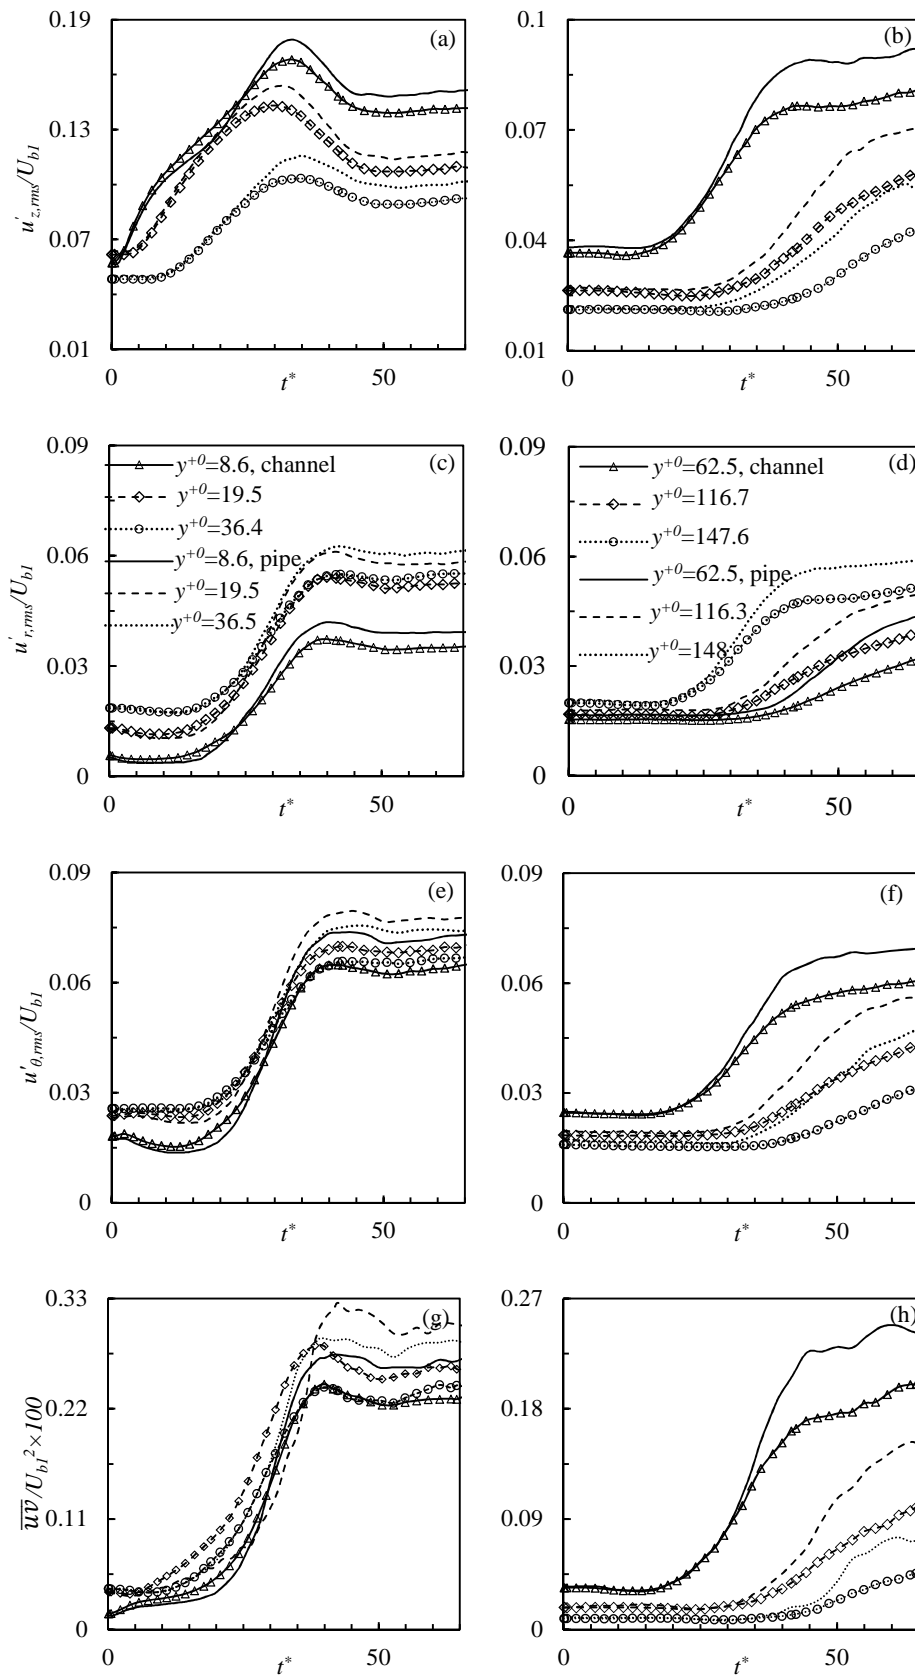 0.19
0.13
0.07
0.01
u'z,rms/Ub1
(a)
0
t*
50
0.1
0.07
0.04
0.01
(b)
0
t*
50
0.09
0.06
0.03
0
u'r,rms/Ub1
(c)
y+0=8.6, channel
y+0=19.5
y+0=36.4
y+0=8.6, pipe
y+0=19.5
y+0=36.5
0
t*
50
0.09
0.06
0.03
0
(d)
y+0=62.5, channel
y+0=116.7
y+0=147.6
y+0=62.5, pipe
y+0=116.3
y+0=148
0
t*
50
0.09
0.06
0.03
0
u'θ,rms/Ub1
(e)
0
t*
50
0.09
0.06
0.03
0
(f)
0
t*
50
0.33
0.22
0.11
0
u̅v̅/Ub1²×100
(g)
0
t*
50
0.27
0.18
0.09
0
(h)
0
t*
50